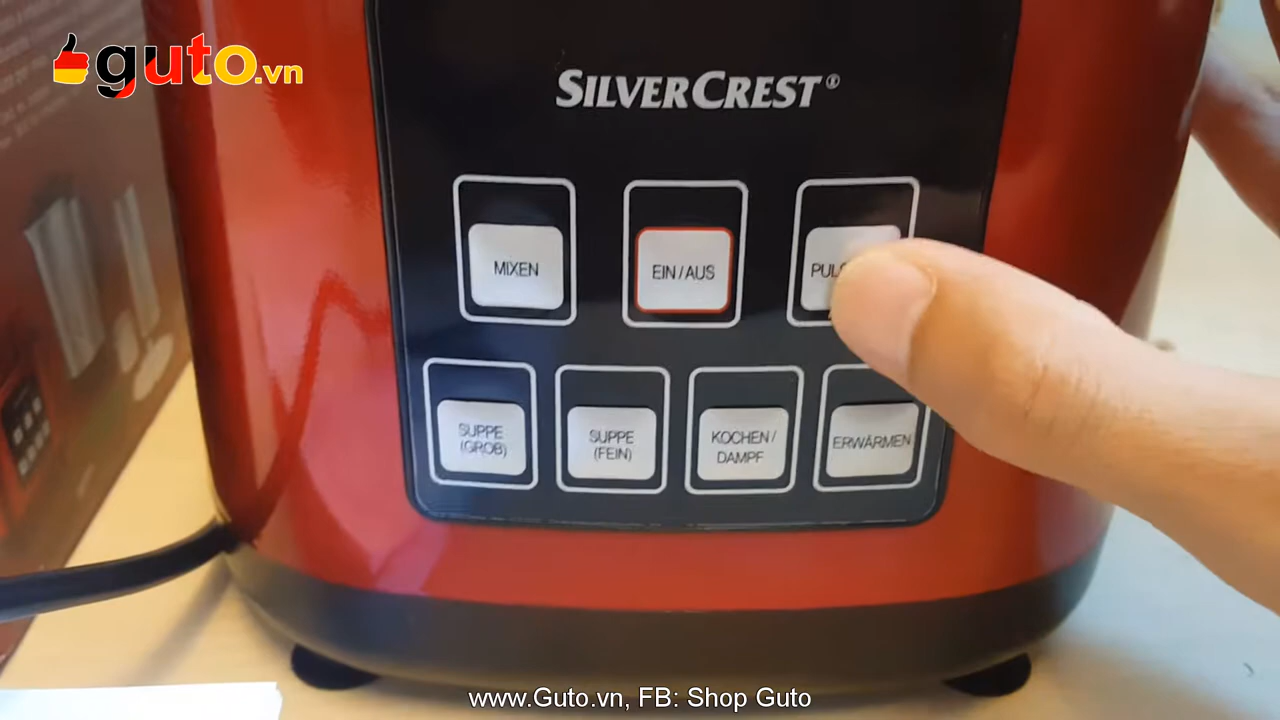 guto.vn
SILVERCREST®
MIXEN
EIN/AUS
SUPPE
(GROB)
SUPPE
(FEIN)
KOCHEN/
DAMPF
ERWÄRMEN
www.Guto.vn, FB: Shop Guto